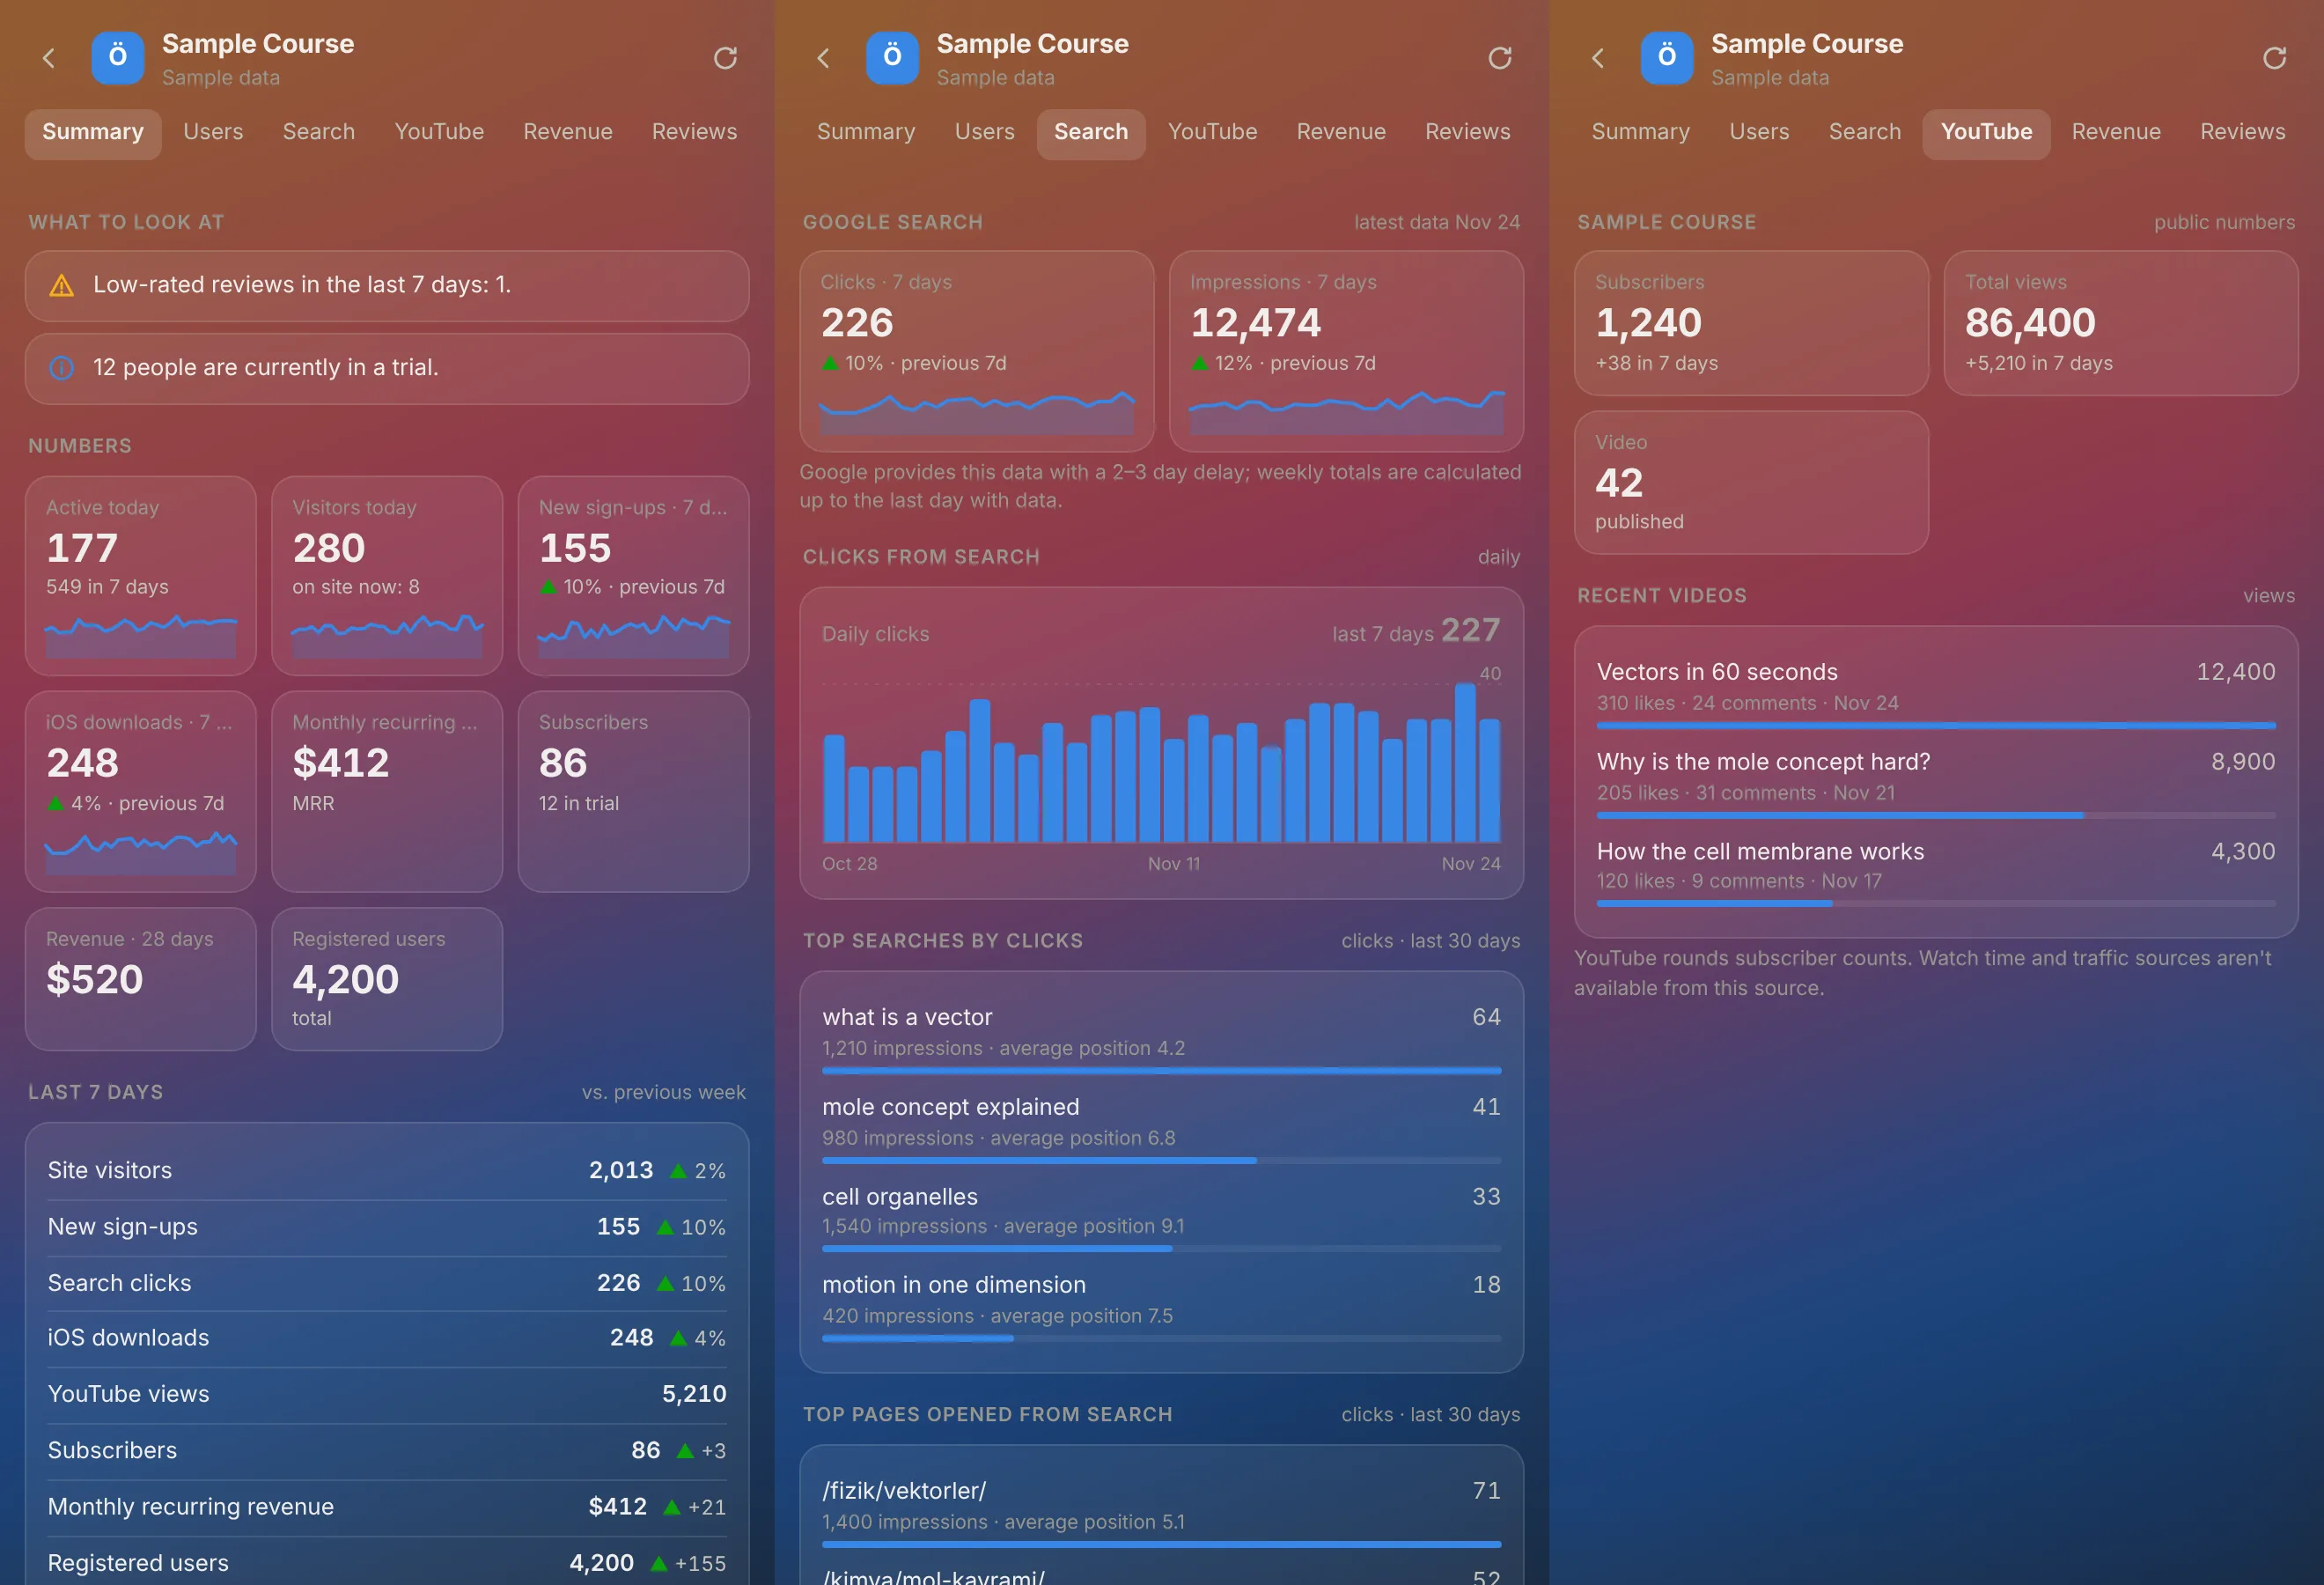 Ö
Sample Course
Sample data
Summary Users Search YouTube Revenue Reviews
WHAT TO LOOK AT
Low-rated reviews in the last 7 days: 1.
12 people are currently in a trial.
NUMBERS
Active today
177
549 in 7 days
Visitors today
280
on site now: 8
New sign-ups · 7 d...
155
▲ 10% · previous 7d
iOS downloads · 7 ...
248
▲ 4% · previous 7d
Monthly recurring ...
$412
MRR
Subscribers
86
12 in trial
Revenue · 28 days
$520
Registered users
4,200
total
LAST 7 DAYS vs. previous week
Site visitors 2,013 ▲ 2%
New sign-ups 155 ▲ 10%
Search clicks 226 ▲ 10%
iOS downloads 248 ▲ 4%
YouTube views 5,210
Subscribers 86 ▲ +3
Monthly recurring revenue $412 ▲ +21
Registered users 4,200 ▲ +155
Ö
Sample Course
Sample data
Summary Users Search YouTube Revenue Reviews
GOOGLE SEARCH latest data Nov 24
Clicks · 7 days
226
▲ 10% · previous 7d
Impressions · 7 days
12,474
▲ 12% · previous 7d
Google provides this data with a 2–3 day delay; weekly totals are calculated
up to the last day with data.
CLICKS FROM SEARCH daily
Daily clicks last 7 days 227
40
Oct 28 Nov 11 Nov 24
TOP SEARCHES BY CLICKS clicks · last 30 days
what is a vector 64
1,210 impressions · average position 4.2
mole concept explained 41
980 impressions · average position 6.8
cell organelles 33
1,540 impressions · average position 9.1
motion in one dimension 18
420 impressions · average position 7.5
TOP PAGES OPENED FROM SEARCH clicks · last 30 days
/fizik/vektorler/ 71
1,400 impressions · average position 5.1
/kimya/mol-kavrami/ 52
Ö
Sample Course
Sample data
Summary Users Search YouTube Revenue Reviews
SAMPLE COURSE public numbers
Subscribers
1,240
+38 in 7 days
Total views
86,400
+5,210 in 7 days
Video
42
published
RECENT VIDEOS views
Vectors in 60 seconds 12,400
310 likes · 24 comments · Nov 24
Why is the mole concept hard? 8,900
205 likes · 31 comments · Nov 21
How the cell membrane works 4,300
120 likes · 9 comments · Nov 17
YouTube rounds subscriber counts. Watch time and traffic sources aren't
available from this source.